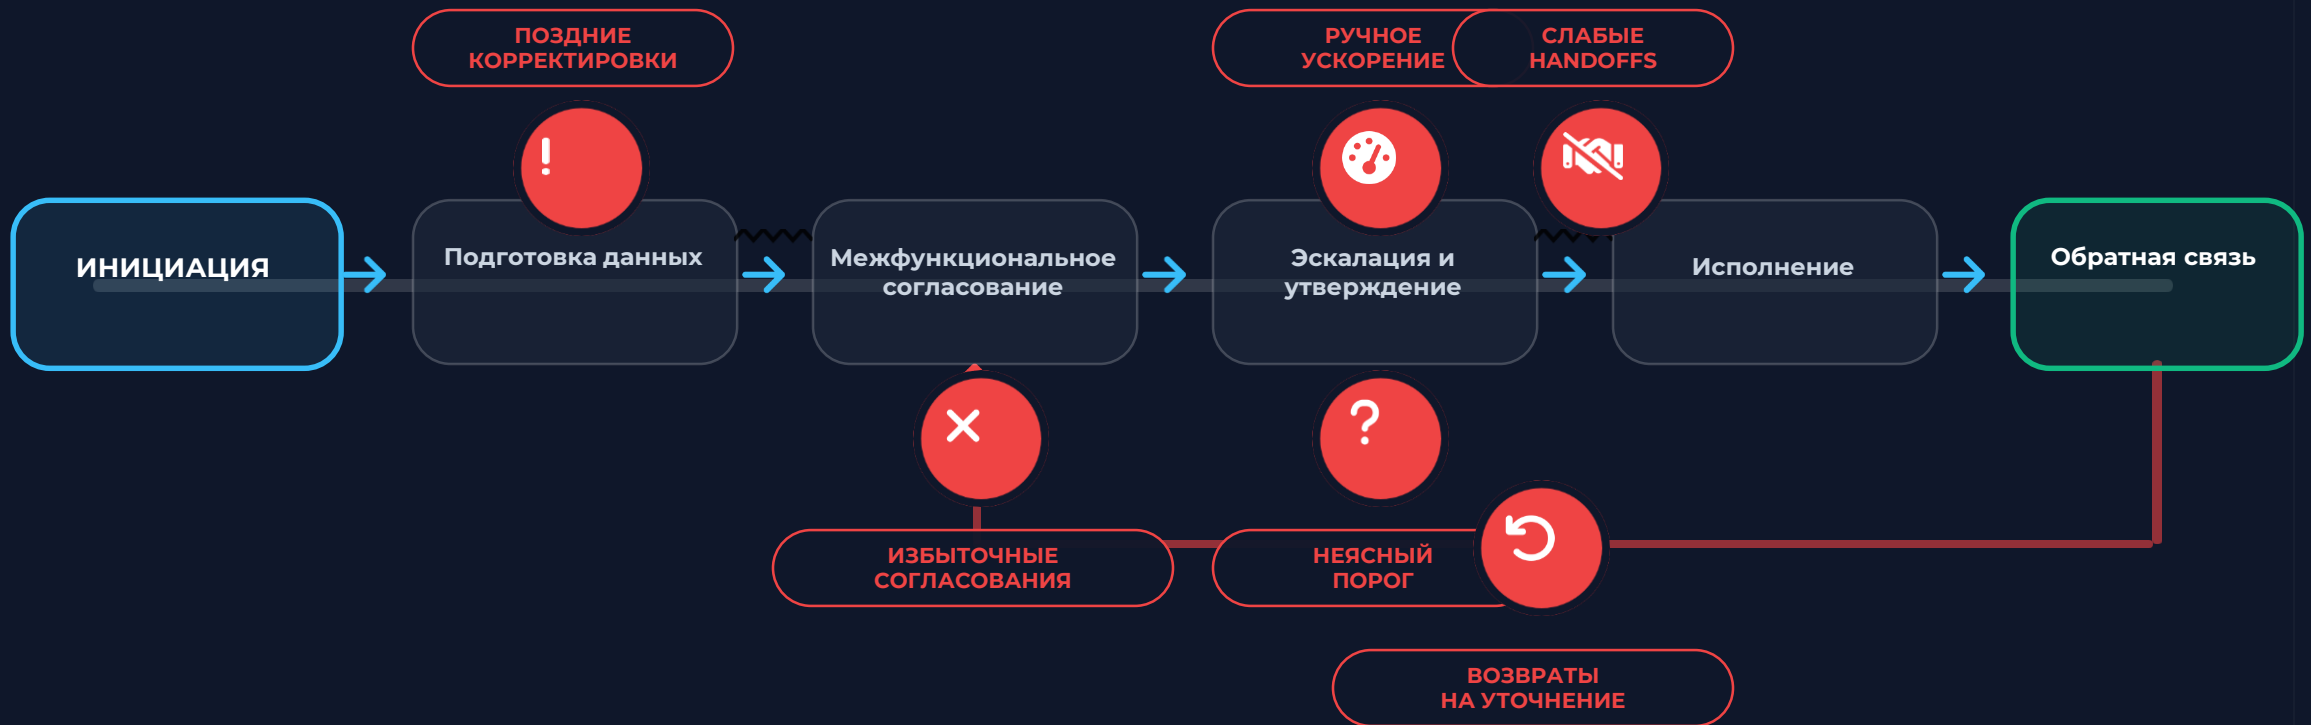 ПОЗДНИЕ
КОРРЕКТИРОВКИ
РУЧНОЕ
УСКОРЕНИЕ
СЛАБЫЕ
HANDOFFS
ИНИЦИАЦИЯ
Подготовка данных
Межфункциональное
согласование
Эскалация и
утверждение
Исполнение
Обратная связь
ИЗБЫТОЧНЫЕ
СОГЛАСОВАНИЯ
НЕЯСНЫЙ
ПОРОГ
ВОЗВРАТЫ
НА УТОЧНЕНИЕ